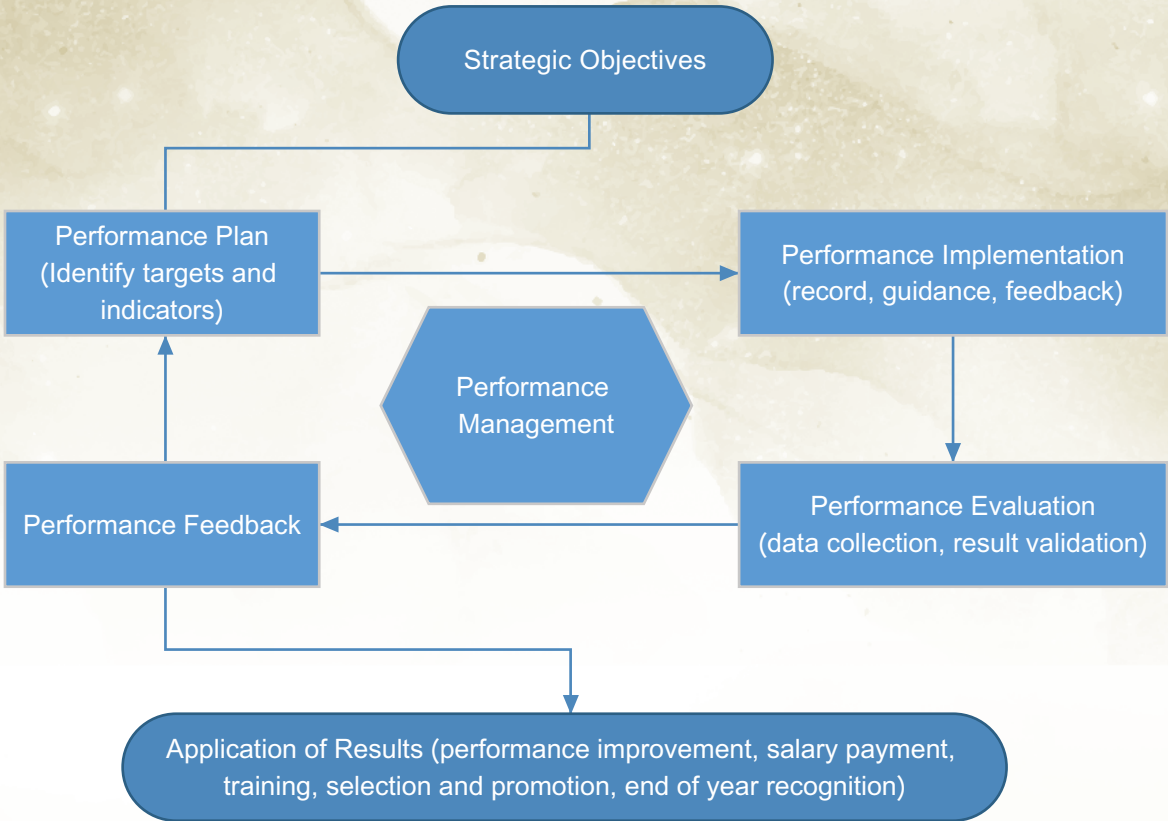 Strategic Objectives
Performance Plan
(Identify targets and
indicators)
Performance Implementation
(record, guidance, feedback)
Performance
Management
Performance Feedback
Performance Evaluation
(data collection, result validation)
Application of Results (performance improvement, salary payment,
training, selection and promotion, end of year recognition)